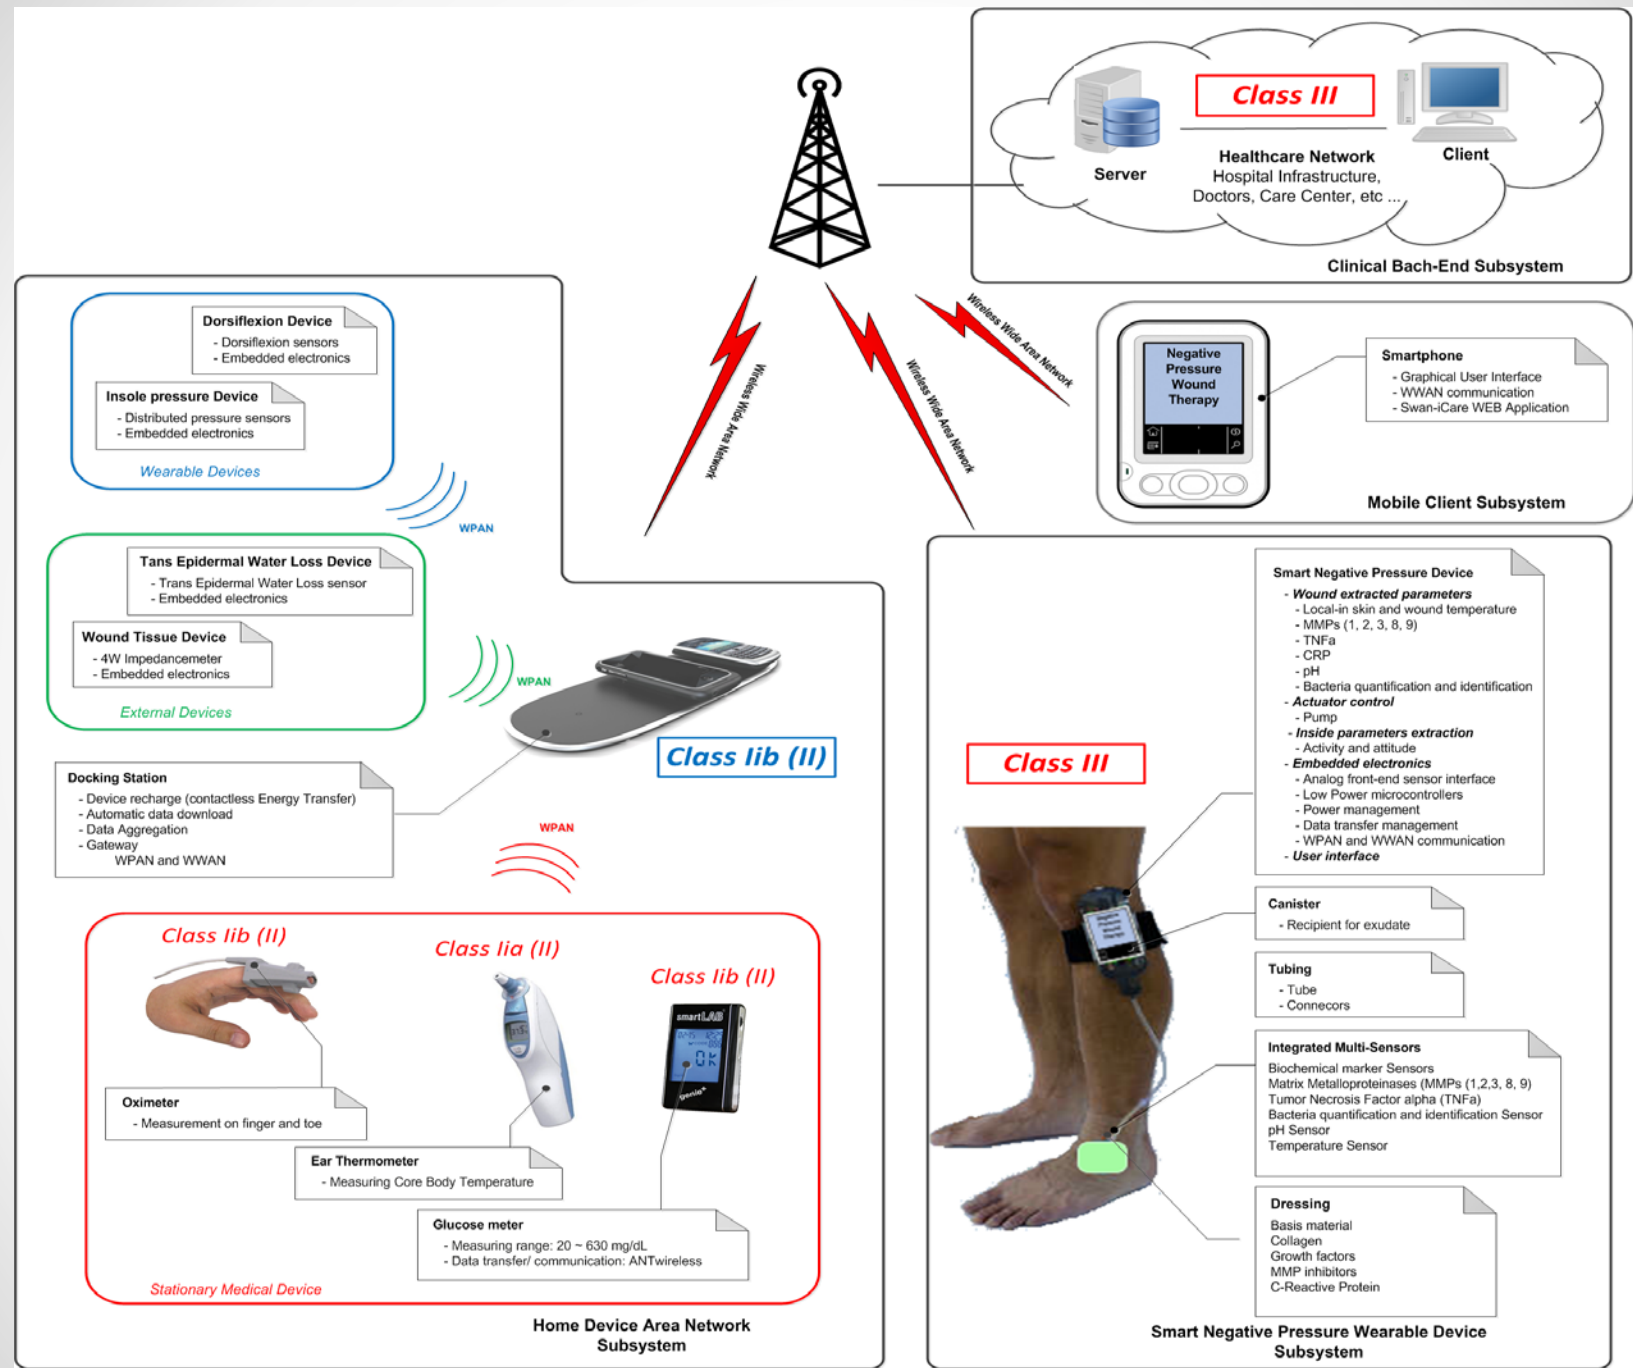 Class III
Server
Client
Healthcare Network
Hospital Infrastructure,
Doctors, Care Center, etc ...
Clinical Bach-End Subsystem
Wireless Wide Area Network
Wireless Wide Area Network
Wireless Wide Area Network
Negative
Pressure
Wound
Therapy
Smartphone
- Graphical User Interface
- WWAN communication
- Swan-iCare WEB Application
Mobile Client Subsystem
Dorsiflexion Device
- Dorsiflexion sensors
- Embedded electronics
Insole pressure Device
- Distributed pressure sensors
- Embedded electronics
Wearable Devices
WPAN
Tans Epidermal Water Loss Device
- Trans Epidermal Water Loss sensor
- Embedded electronics
Wound Tissue Device
- 4W Impedancemeter
- Embedded electronics
External Devices
WPAN
Class Iib (II)
Docking Station
- Device recharge (contactless Energy Transfer)
- Automatic data download
- Data Aggregation
- Gateway
WPAN and WWAN
WPAN
Class Iib (II)
Class Iia (II)
Class Iib (II)
smartLAB
OK
genie+
Oximeter
- Measurement on finger and toe
Ear Thermometer
- Measuring Core Body Temperature
Glucose meter
- Measuring range: 20 ~ 630 mg/dL
- Data transfer/ communication: ANTwireless
Stationary Medical Device
Home Device Area Network
Subsystem
Class III
Smart Negative Pressure Device
- Wound extracted parameters
- Local-in skin and wound temperature
- MMPs (1, 2, 3, 8, 9)
- TNFa
- CRP
- pH
- Bacteria quantification and identification
- Actuator control
- Pump
- Inside parameters extraction
- Activity and attitude
- Embedded electronics
- Analog front-end sensor interface
- Low Power microcontrollers
- Power management
- Data transfer management
- WPAN and WWAN communication
- User interface
Negative
Pressure
Wound
Therapy
Canister
- Recipient for exudate
Tubing
- Tube
- Connecors
Integrated Multi-Sensors
Biochemical marker Sensors
Matrix Metalloproteinases (MMPs (1,2,3, 8, 9)
Tumor Necrosis Factor alpha (TNFa)
Bacteria quantification and identification Sensor
pH Sensor
Temperature Sensor
Dressing
Basis material
Collagen
Growth factors
MMP inhibitors
C-Reactive Protein
Smart Negative Pressure Wearable Device
Subsystem